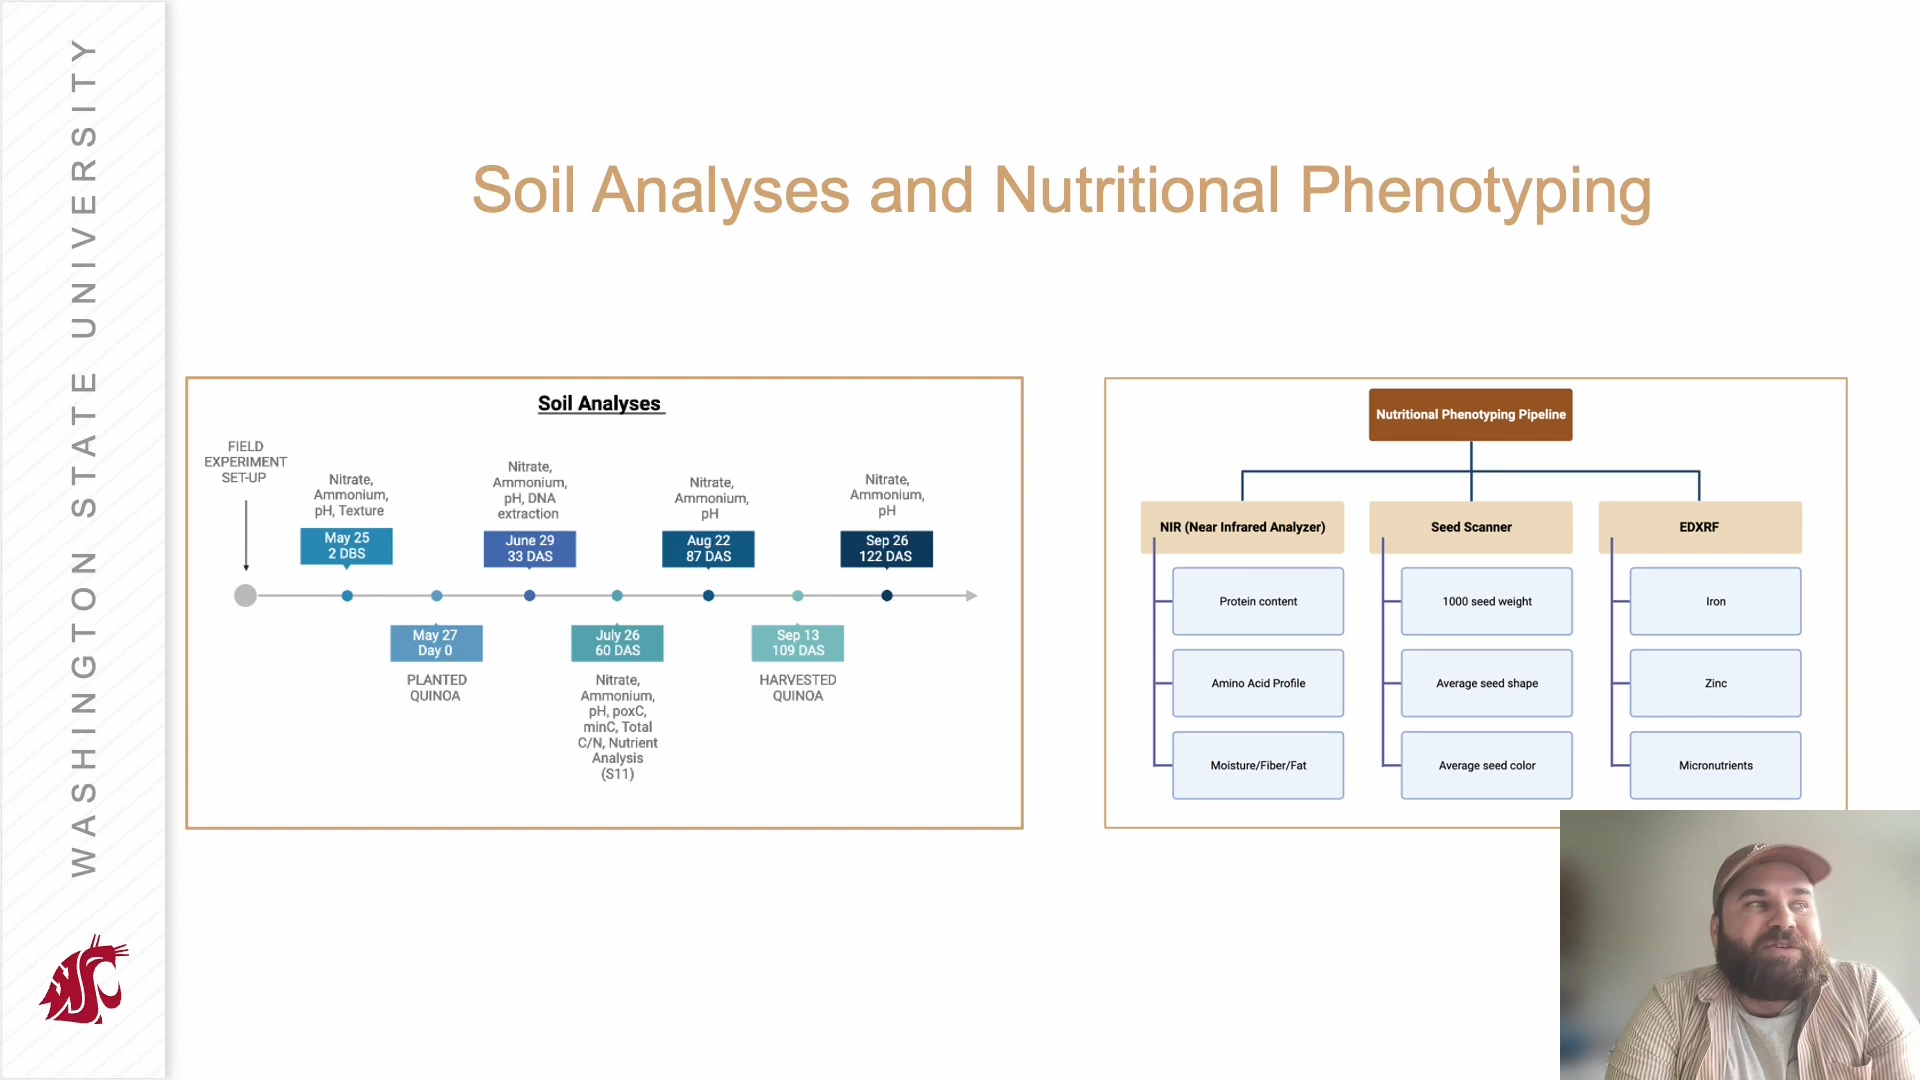 WASHINGTON STATE UNIVERSITY
Soil Analyses and Nutritional Phenotyping
Soil Analyses
FIELD
EXPERIMENT
SET-UP
Nitrate,
Ammonium,
pH, Texture
May 25
2 DBS
May 27
Day 0
PLANTED
QUINOA
Nitrate,
Ammonium,
pH, DNA
extraction
June 29
33 DAS
July 26
60 DAS
Nitrate,
Ammonium,
pH, poxC,
minC, Total
C/N, Nutrient
Analysis
(S11)
Nitrate,
Ammonium,
pH
Aug 22
87 DAS
Sep 13
109 DAS
HARVESTED
QUINOA
Nitrate,
Ammonium,
pH
Sep 26
122 DAS
Nutritional Phenotyping Pipeline
NIR (Near Infrared Analyzer)
Protein content
Amino Acid Profile
Moisture/Fiber/Fat
Seed Scanner
1000 seed weight
Average seed shape
Average seed color
EDXRF
Iron
Zinc
Micronutrients